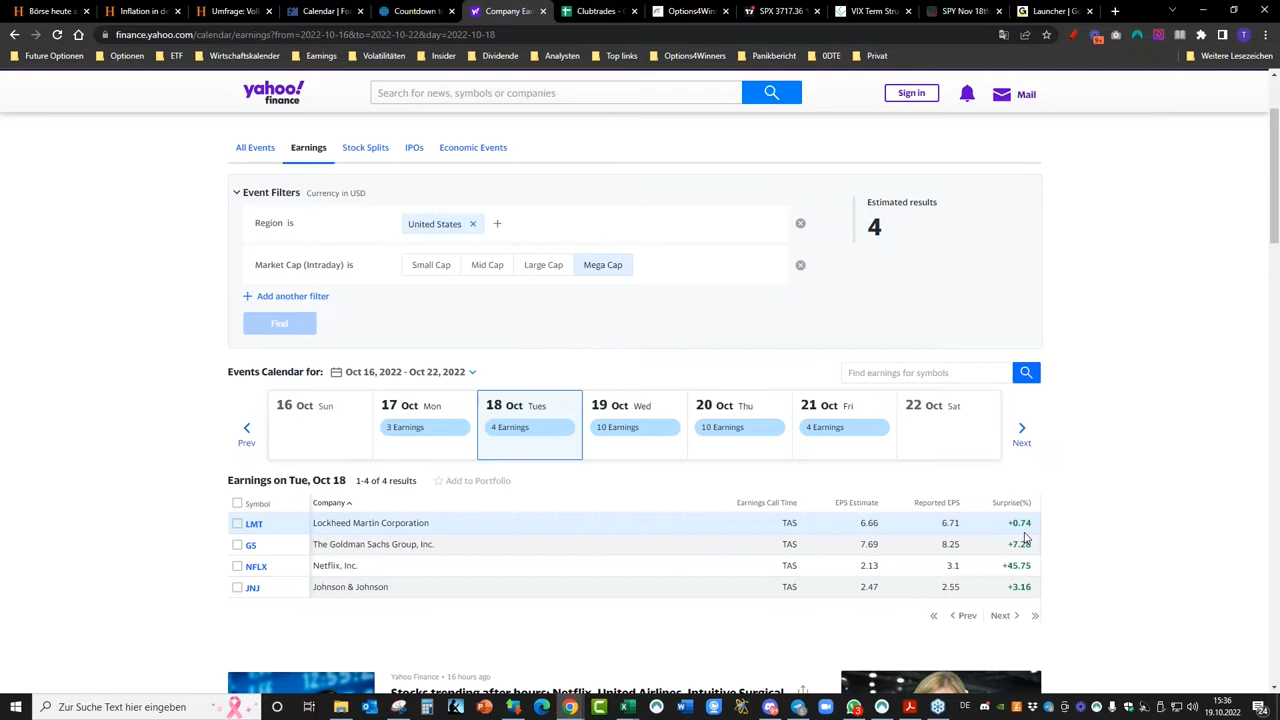 Börse heute i
Inflation in de
Umfrage Volk
Calendar | Fo
Countdown to
Company Ear
Clubtrades - G
Options4Winn
SPX 3717.36
VIX Term Stru
SPY Nov 18th
Launcher | Go
finance.yahoo.com/calendar/earnings?from=2022-10-16&to=2022-10-22&day=2022-10-18
Future Optionen
Optionen
ETF
Wirtschaftskalender
Volatilitäten
Insider
Dividende
Analysten
Top links
Options4Winners
Panikbericht
0DTE
Privat
Weitere Lesezeichen
yahoo!
finance
Search for news, symbols or companies
Sign in
Mail
All Events
Earnings
Stock Splits
IPOs
Economic Events
Event Filters Currency in USD
Estimated results
4
Region is
United States
Market Cap (Intraday) is
Small Cap
Mid Cap
Large Cap
Mega Cap
Add another filter
Find
Events Calendar for: Oct 16, 2022 - Oct 22, 2022
Find earnings for symbols
Prev
16 Oct Sun
17 Oct Mon
3 Earnings
18 Oct Tues
4 Earnings
19 Oct Wed
10 Earnings
20 Oct Thu
10 Earnings
21 Oct Fri
4 Earnings
22 Oct Sat
Next
Earnings on Tue, Oct 18 1-4 of 4 results Add to Portfolio
Symbol Company Earnings Call Time EPS Estimate Reported EPS Surprise(%)
LMT Lockheed Martin Corporation TAS 6.66 6.71 +0.74
GS The Goldman Sachs Group, Inc. TAS 7.69 8.25
NFLX Netflix, Inc. TAS 2.13 3.1 +45.75
JNJ Johnson & Johnson TAS 2.47 2.55 +3.16
Prev Next
Yahoo Finance • 16 hours ago
Stocks trending after hours: Netflix, United Airlines, Intuitive Surgical
Zur Suche Text hier eingeben
DE
15:36
19.10.2022